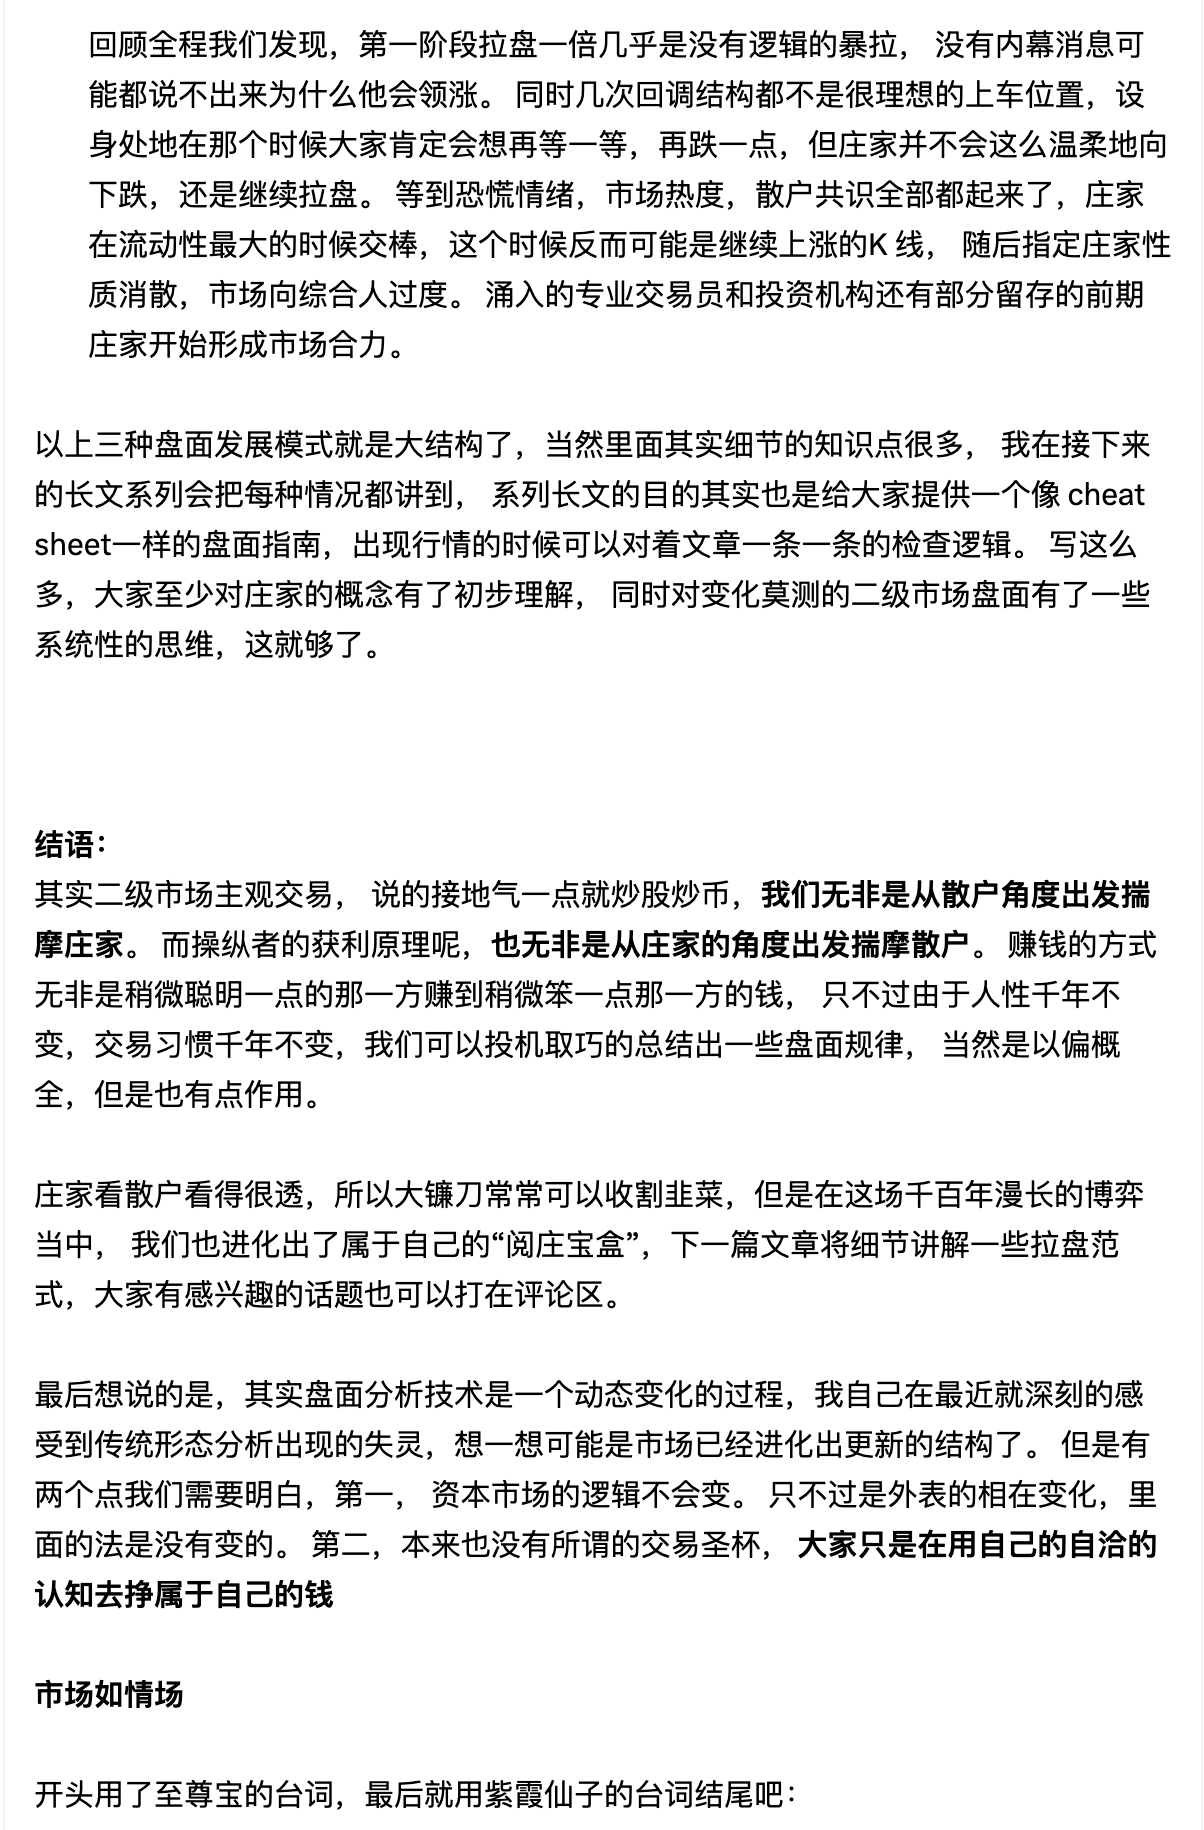 回顾全程我们发现，第一阶段拉盘一倍几乎是没有逻辑的暴拉， 没有内幕消息可
能都说不出来为什么他会领涨。 同时几次回调结构都不是很理想的上车位置，设
身处地在那个时候大家肯定会想再等一等，再跌一点，但庄家并不会这么温柔地向
下跌，还是继续拉盘。 等到恐慌情绪，市场热度，散户共识全部都起来了，庄家
在流动性最大的时候交棒，这个时候反而可能是继续上涨的K 线， 随后指定庄家性
质消散，市场向综合人过度。 涌入的专业交易员和投资机构还有部分留存的前期
庄家开始形成市场合力。
以上三种盘面发展模式就是大结构了，当然里面其实细节的知识点很多， 我在接下来
的长文系列会把每种情况都讲到， 系列长文的目的其实也是给大家提供一个像 cheat
sheet一样的盘面指南，出现行情的时候可以对着文章一条一条的检查逻辑。 写这么
多，大家至少对庄家的概念有了初步理解， 同时对变化莫测的二级市场盘面有了一些
系统性的思维，这就够了。
结语：
其实二级市场主观交易， 说的接地气一点就炒股炒币，我们无非是从散户角度出发揣
摩庄家。 而操纵者的获利原理呢，也无非是从庄家的角度出发揣摩散户。 赚钱的方式
无非是稍微聪明一点的那一方赚到稍微笨一点那一方的钱， 只不过由于人性千年不
变，交易习惯千年不变，我们可以投机取巧的总结出一些盘面规律， 当然是以偏概
全，但是也有点作用。
庄家看散户看得很透，所以大镰刀常常可以收割韭菜，但是在这场千百年漫长的博弈
当中， 我们也进化出了属于自己的“阅庄宝盒”，下一篇文章将细节讲解一些拉盘范
式，大家有感兴趣的话题也可以打在评论区。
最后想说的是，其实盘面分析技术是一个动态变化的过程，我自己在最近就深刻的感
受到传统形态分析出现的失灵，想一想可能是市场已经进化出更新的结构了。 但是有
两个点我们需要明白，第一， 资本市场的逻辑不会变。 只不过是外表的相在变化，里
面的法是没有变的。 第二，本来也没有所谓的交易圣杯， 大家只是在用自己的自洽的
认知去挣属于自己的钱
市场如情场
开头用了至尊宝的台词，最后就用紫霞仙子的台词结尾吧：